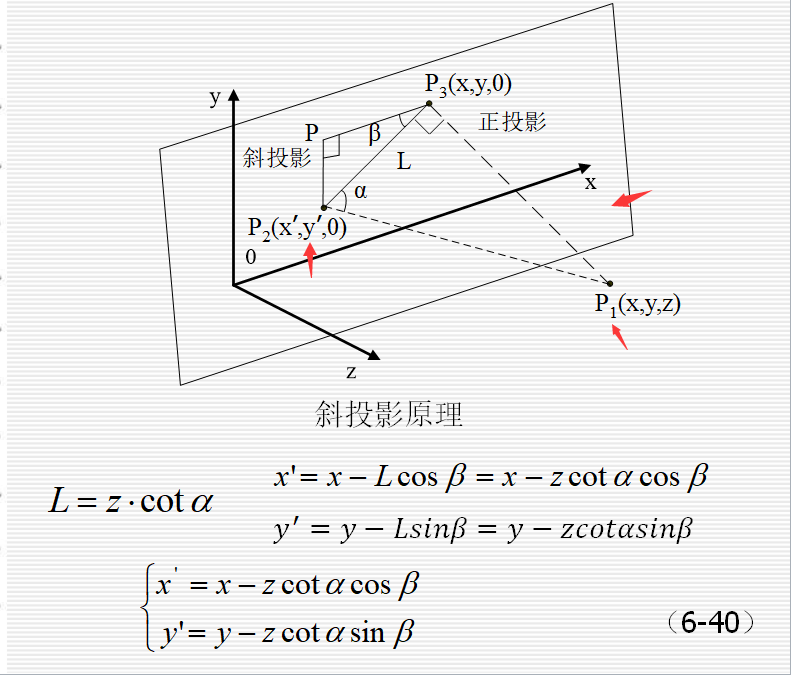 y
P₃(x,y,0)
正投影
P
β
斜投影
L
x
α
P₂(x′,y′,0)
0
P₁(x,y,z)
z
斜投影原理
L = z·cot α
x' = x − L cos β = x − z cot α cos β
y′ = y − Lsinβ = y − zcotαsinβ
x' = x − z cot α cos β
y' = y − z cot α sin β
（6-40）